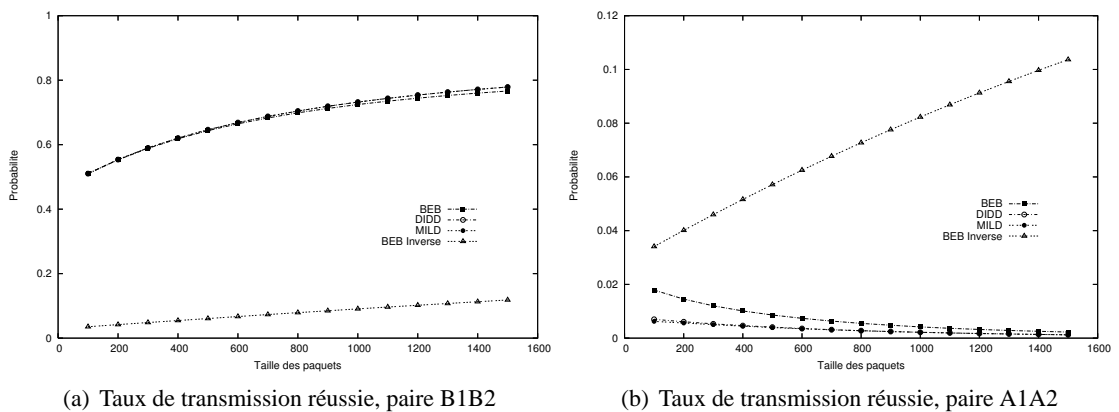 1
0.8
0.6
0.4
0.2
0
Probabilite
0 200 400 600 800 1000 1200 1400 1600
Taille des paquets
BEB
DIDD
MILD
BEB Inverse
(a) Taux de transmission réussie, paire B1B2
0.12
0.1
0.08
0.06
0.04
0.02
0
Probabilite
0 200 400 600 800 1000 1200 1400 1600
Taille des paquets
BEB
DIDD
MILD
BEB Inverse
(b) Taux de transmission réussie, paire A1A2